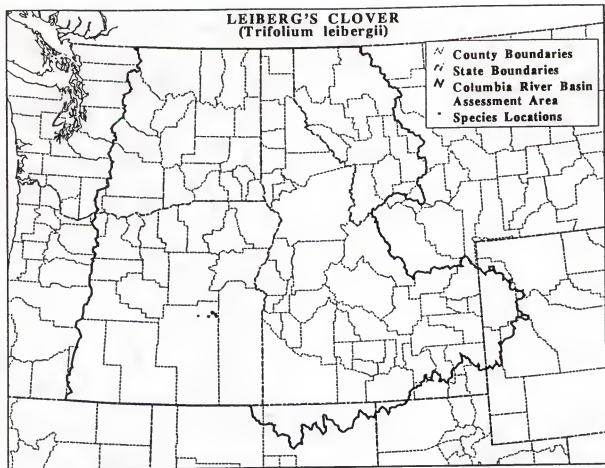 LEIBERG'S CLOVER
(Trifolium leibergii)
County Boundaries
State Boundaries
Columbia River Basin
Assessment Area
Species Locations